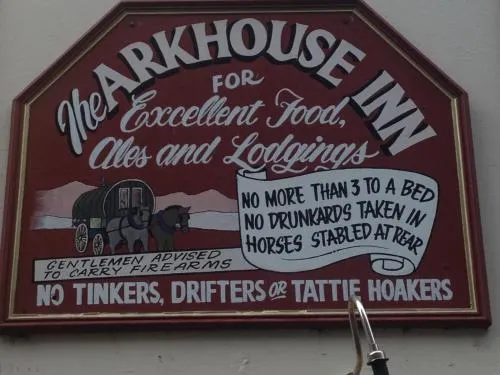 The ARKHOUSE INN
FOR
Excellent Food,
Ales and Lodgings
NO MORE THAN 3 TO A BED
NO DRUNKARDS TAKEN IN
HORSES STABLED AT REAR
GENTLEMEN ADVISED
TO CARRY FIREARMS
NO TINKERS, DRIFTERS OR TATTIE HOAKERS